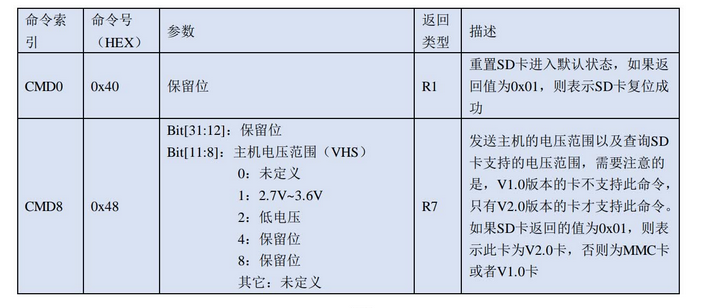 命令索引
命令号（HEX）
参数
返回类型
描述
CMD0
0x40
保留位
R1
重置SD卡进入默认状态，如果返
回值为0x01，则表示SD卡复位成
功
CMD8
0x48
Bit[31:12]：保留位
Bit[11:8]：主机电压范围（VHS）
0：未定义
1：2.7V~3.6V
2：低电压
4：保留位
8：保留位
其它：未定义
R7
发送主机的电压范围以及查询SD
卡支持的电压范围，需要注意的
是，V1.0版本的卡不支持此命令，
只有V2.0版本的卡才支持此命令。
如果SD卡返回的值为0x01，则表
示此卡为V2.0卡，否则为MMC卡
或者V1.0卡